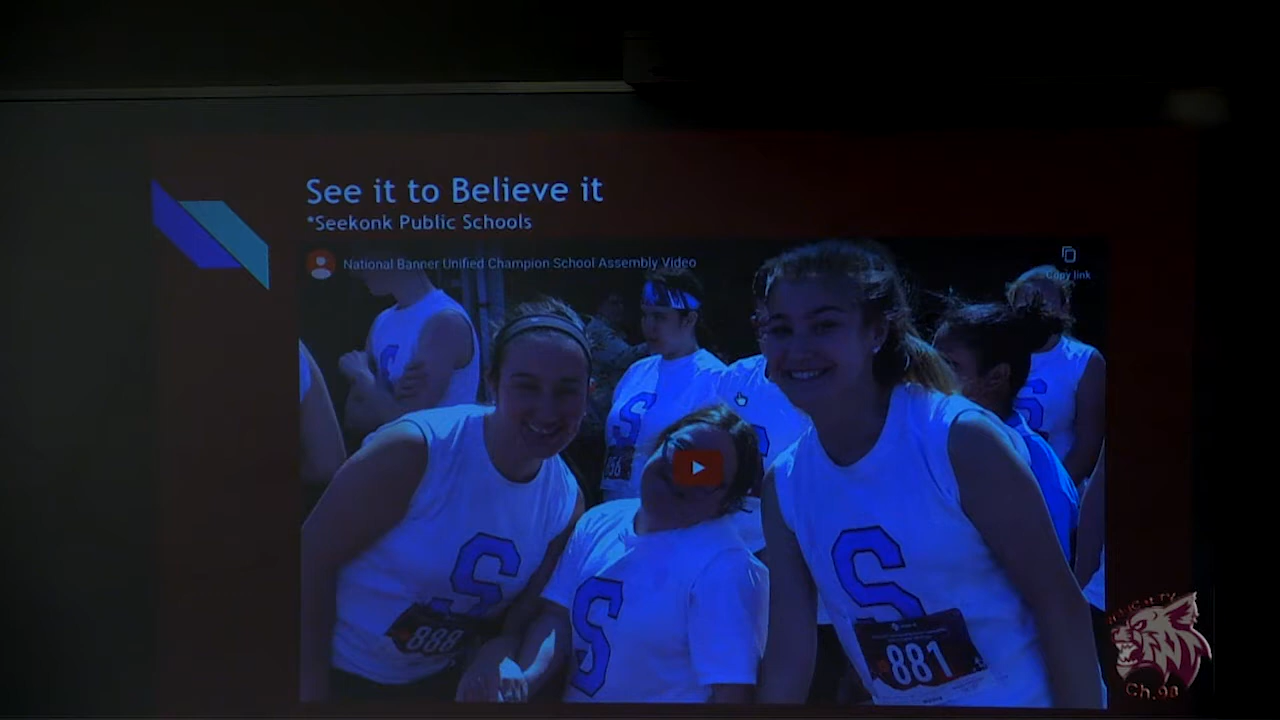 See it to Believe it
*Seekonk Public Schools
National Banner Unified Champion School Assembly Video
Copy link
S
S
S
S
S
S
888
881
Ch.98